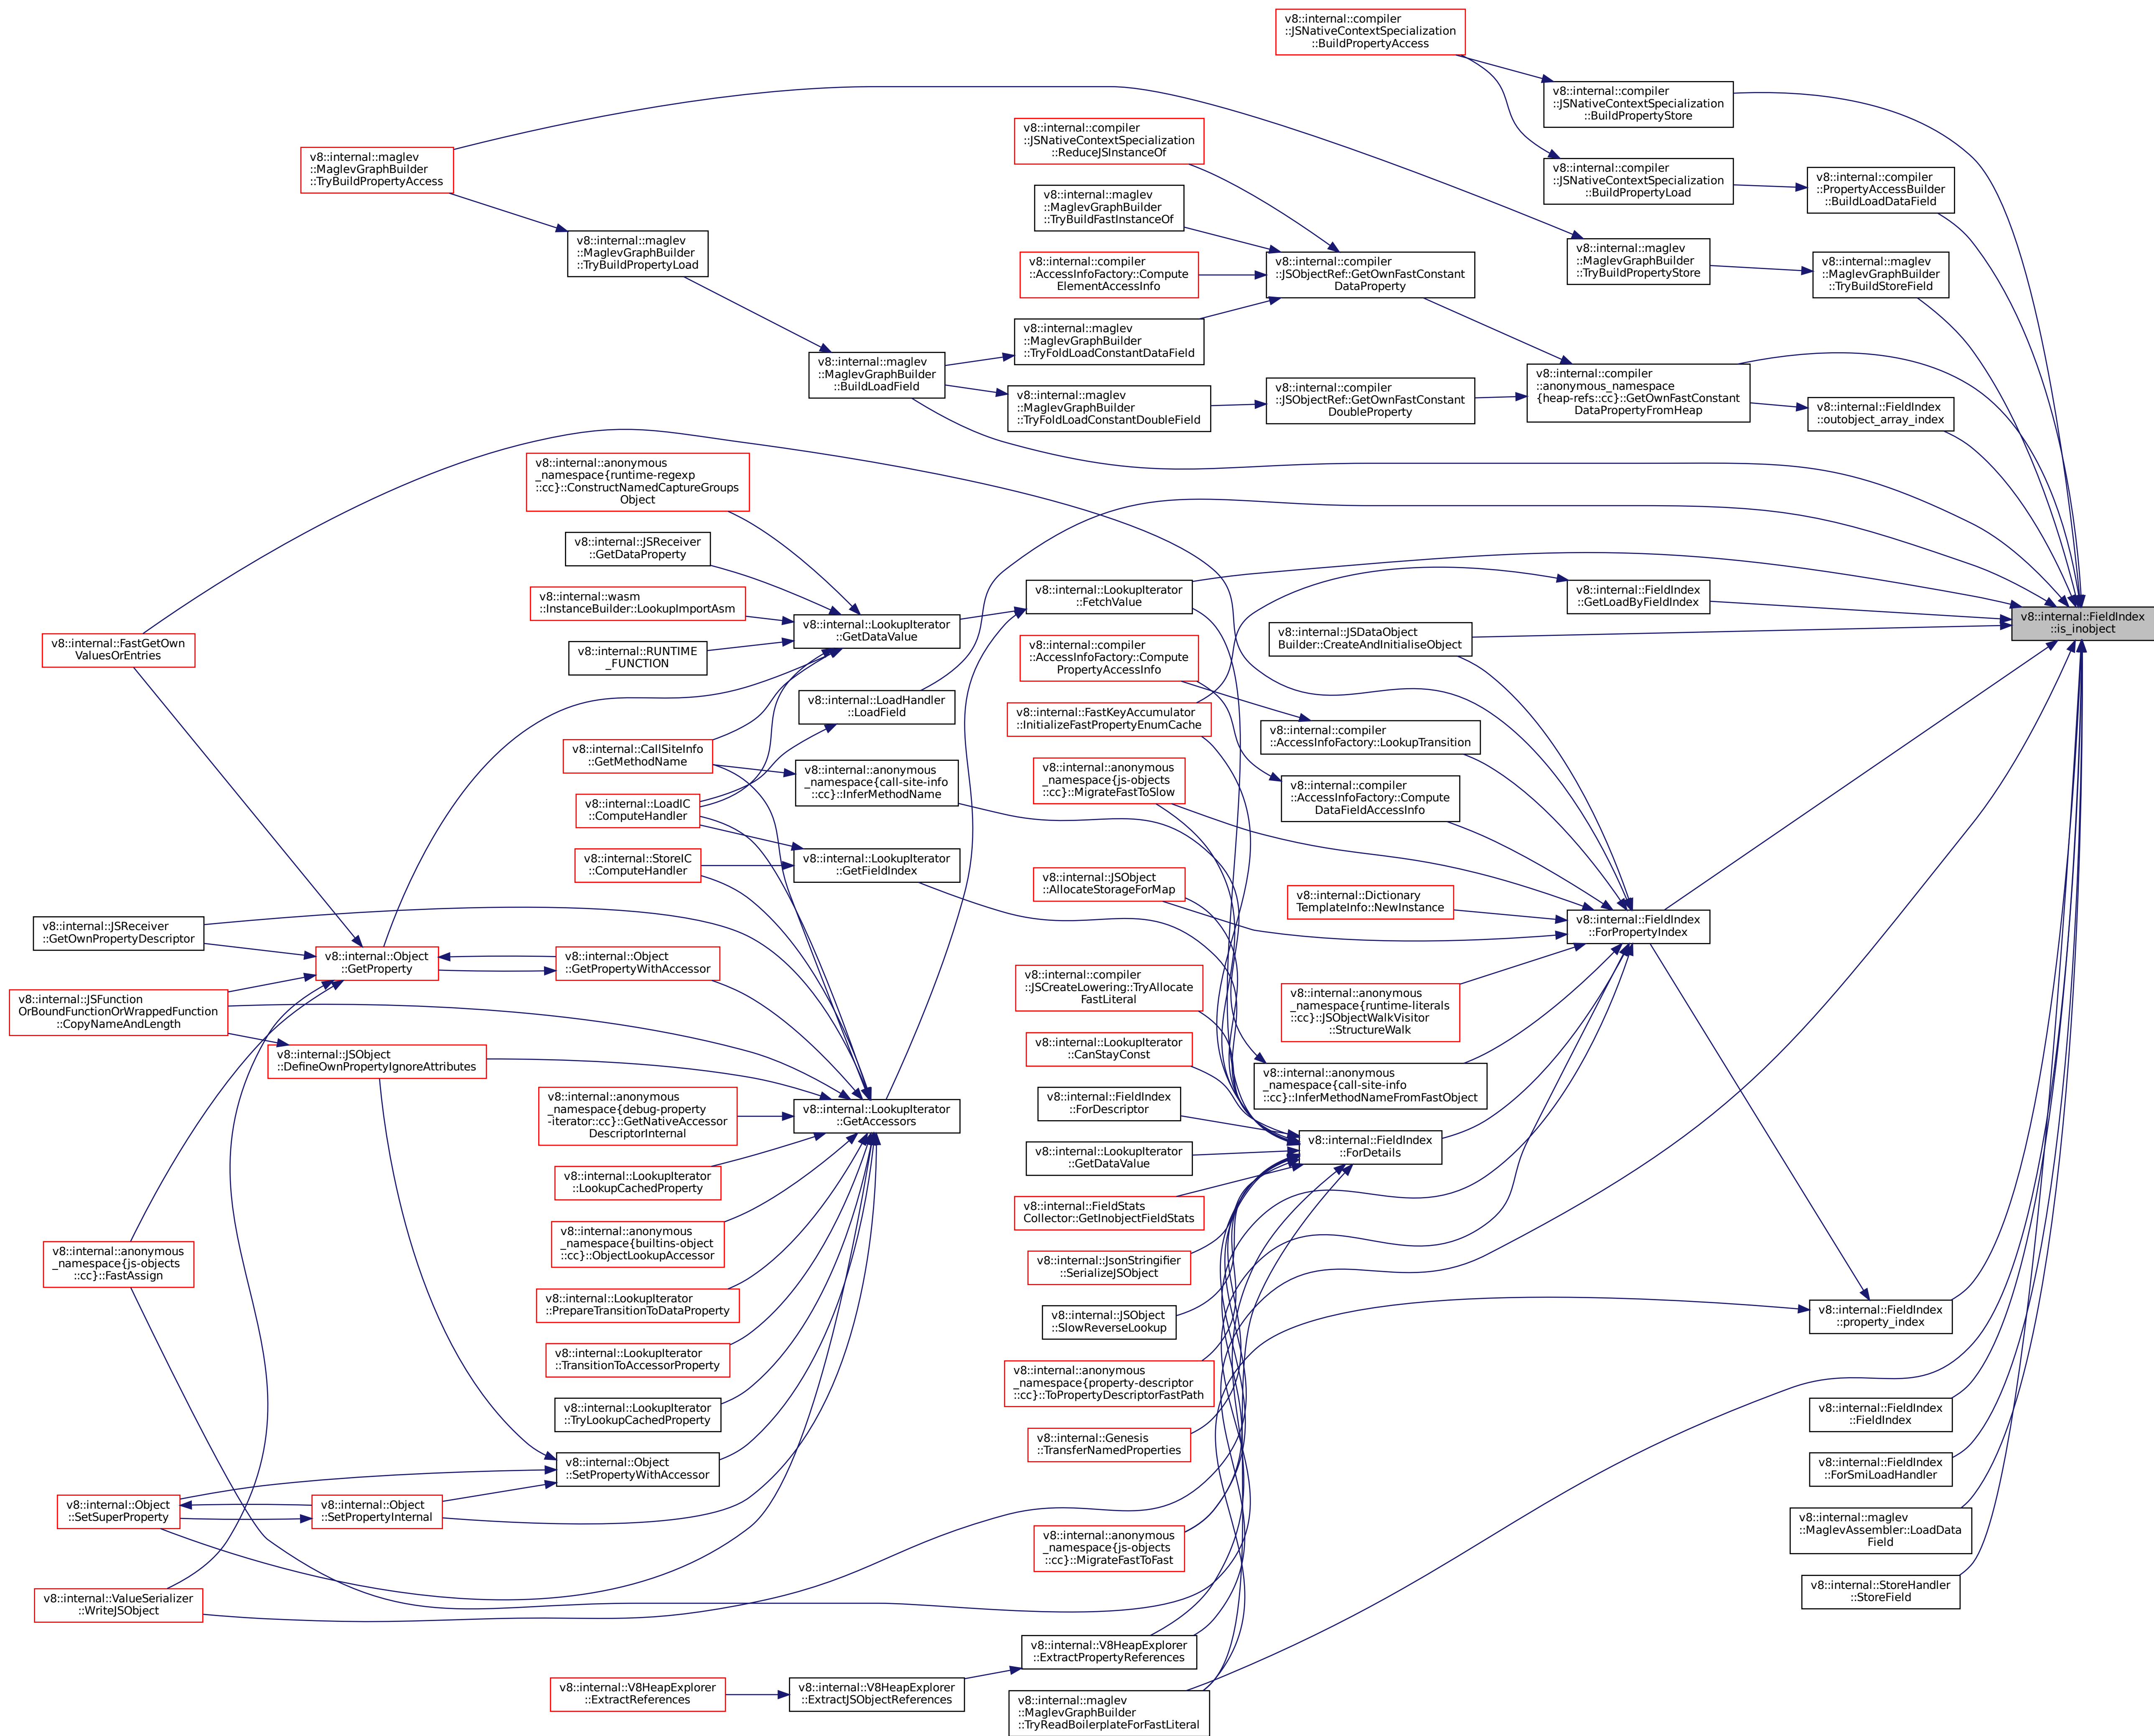 v8::internal::compiler
::JSNativeContextSpecialization
::BuildPropertyAccess
v8::internal::compiler
::JSNativeContextSpecialization
::BuildPropertyStore
v8::internal::compiler
::JSNativeContextSpecialization
::ReduceJSInstanceOf
v8::internal::maglev
::MaglevGraphBuilder
::TryBuildPropertyAccess
v8::internal::compiler
::JSNativeContextSpecialization
::BuildPropertyLoad
v8::internal::compiler
::PropertyAccessBuilder
::BuildLoadDataField
v8::internal::maglev
::MaglevGraphBuilder
::TryBuildFastInstanceOf
v8::internal::maglev
::MaglevGraphBuilder
::TryBuildPropertyLoad
v8::internal::maglev
::MaglevGraphBuilder
::TryBuildPropertyStore
v8::internal::maglev
::MaglevGraphBuilder
::TryBuildStoreField
v8::internal::compiler
::AccessInfoFactory::Compute
ElementAccessInfo
v8::internal::compiler
::JSObjectRef::GetOwnFastConstant
DataProperty
v8::internal::maglev
::MaglevGraphBuilder
::TryFoldLoadConstantDataField
v8::internal::maglev
::MaglevGraphBuilder
::BuildLoadField
v8::internal::maglev
::MaglevGraphBuilder
::TryFoldLoadConstantDoubleField
v8::internal::compiler
::JSObjectRef::GetOwnFastConstant
DoubleProperty
v8::internal::compiler
::anonymous_namespace
{heap-refs::cc}::GetOwnFastConstant
DataPropertyFromHeap
v8::internal::FieldIndex
::outobject_array_index
v8::internal::anonymous
_namespace{runtime-regexp
::cc}::ConstructNamedCaptureGroups
Object
v8::internal::JSReceiver
::GetDataProperty
v8::internal::wasm
::InstanceBuilder::LookupImportAsm
v8::internal::RUNTIME
_FUNCTION
v8::internal::LookupIterator
::GetDataValue
v8::internal::LookupIterator
::FetchValue
v8::internal::FieldIndex
::GetLoadByFieldIndex
v8::internal::FieldIndex
::is_inobject
v8::internal::FastGetOwn
ValuesOrEntries
v8::internal::JSDataObject
Builder::CreateAndInitialiseObject
v8::internal::compiler
::AccessInfoFactory::Compute
PropertyAccessInfo
v8::internal::LoadHandler
::LoadField
v8::internal::FastKeyAccumulator
::InitializeFastPropertyEnumCache
v8::internal::compiler
::AccessInfoFactory::LookupTransition
v8::internal::CallSiteInfo
::GetMethodName
v8::internal::anonymous
_namespace{call-site-info
::cc}::InferMethodName
v8::internal::anonymous
_namespace{js-objects
::cc}::MigrateFastToSlow
v8::internal::compiler
::AccessInfoFactory::Compute
DataFieldAccessInfo
v8::internal::LoadIC
::ComputeHandler
v8::internal::StoreIC
::ComputeHandler
v8::internal::LookupIterator
::GetFieldIndex
v8::internal::JSObject
::AllocateStorageForMap
v8::internal::Dictionary
TemplateInfo::NewInstance
v8::internal::FieldIndex
::ForPropertyIndex
v8::internal::JSReceiver
::GetOwnPropertyDescriptor
v8::internal::Object
::GetProperty
v8::internal::Object
::GetPropertyWithAccessor
v8::internal::compiler
::JSCreateLowering::TryAllocate
FastLiteral
v8::internal::anonymous
_namespace{runtime-literals
::cc}::JSObjectWalkVisitor
::StructureWalk
v8::internal::JSFunction
OrBoundFunctionOrWrappedFunction
::CopyNameAndLength
v8::internal::JSObject
::DefineOwnPropertyIgnoreAttributes
v8::internal::LookupIterator
::CanStayConst
v8::internal::anonymous
_namespace{call-site-info
::cc}::InferMethodNameFromFastObject
v8::internal::anonymous
_namespace{debug-property
-iterator::cc}::GetNativeAccessor
DescriptorInternal
v8::internal::LookupIterator
::GetAccessors
v8::internal::FieldIndex
::ForDescriptor
v8::internal::FieldIndex
::ForDetails
v8::internal::LookupIterator
::GetDataValue
v8::internal::LookupIterator
::LookupCachedProperty
v8::internal::FieldStats
Collector::GetInobjectFieldStats
v8::internal::anonymous
_namespace{builtins-object
::cc}::ObjectLookupAccessor
v8::internal::anonymous
_namespace{js-objects
::cc}::FastAssign
v8::internal::JsonStringifier
::SerializeJSObject
v8::internal::LookupIterator
::PrepareTransitionToDataProperty
v8::internal::JSObject
::SlowReverseLookup
v8::internal::FieldIndex
::property_index
v8::internal::LookupIterator
::TransitionToAccessorProperty
v8::internal::anonymous
_namespace{property-descriptor
::cc}::ToPropertyDescriptorFastPath
v8::internal::LookupIterator
::TryLookupCachedProperty
v8::internal::FieldIndex
::FieldIndex
v8::internal::Genesis
::TransferNamedProperties
v8::internal::Object
::SetPropertyWithAccessor
v8::internal::FieldIndex
::ForSmiLoadHandler
v8::internal::Object
::SetSuperProperty
v8::internal::Object
::SetPropertyInternal
v8::internal::maglev
::MaglevAssembler::LoadData
Field
v8::internal::anonymous
_namespace{js-objects
::cc}::MigrateFastToFast
v8::internal::StoreHandler
::StoreField
v8::internal::ValueSerializer
::WriteJSObject
v8::internal::V8HeapExplorer
::ExtractPropertyReferences
v8::internal::V8HeapExplorer
::ExtractReferences
v8::internal::V8HeapExplorer
::ExtractJSObjectReferences
v8::internal::maglev
::MaglevGraphBuilder
::TryReadBoilerplateForFastLiteral